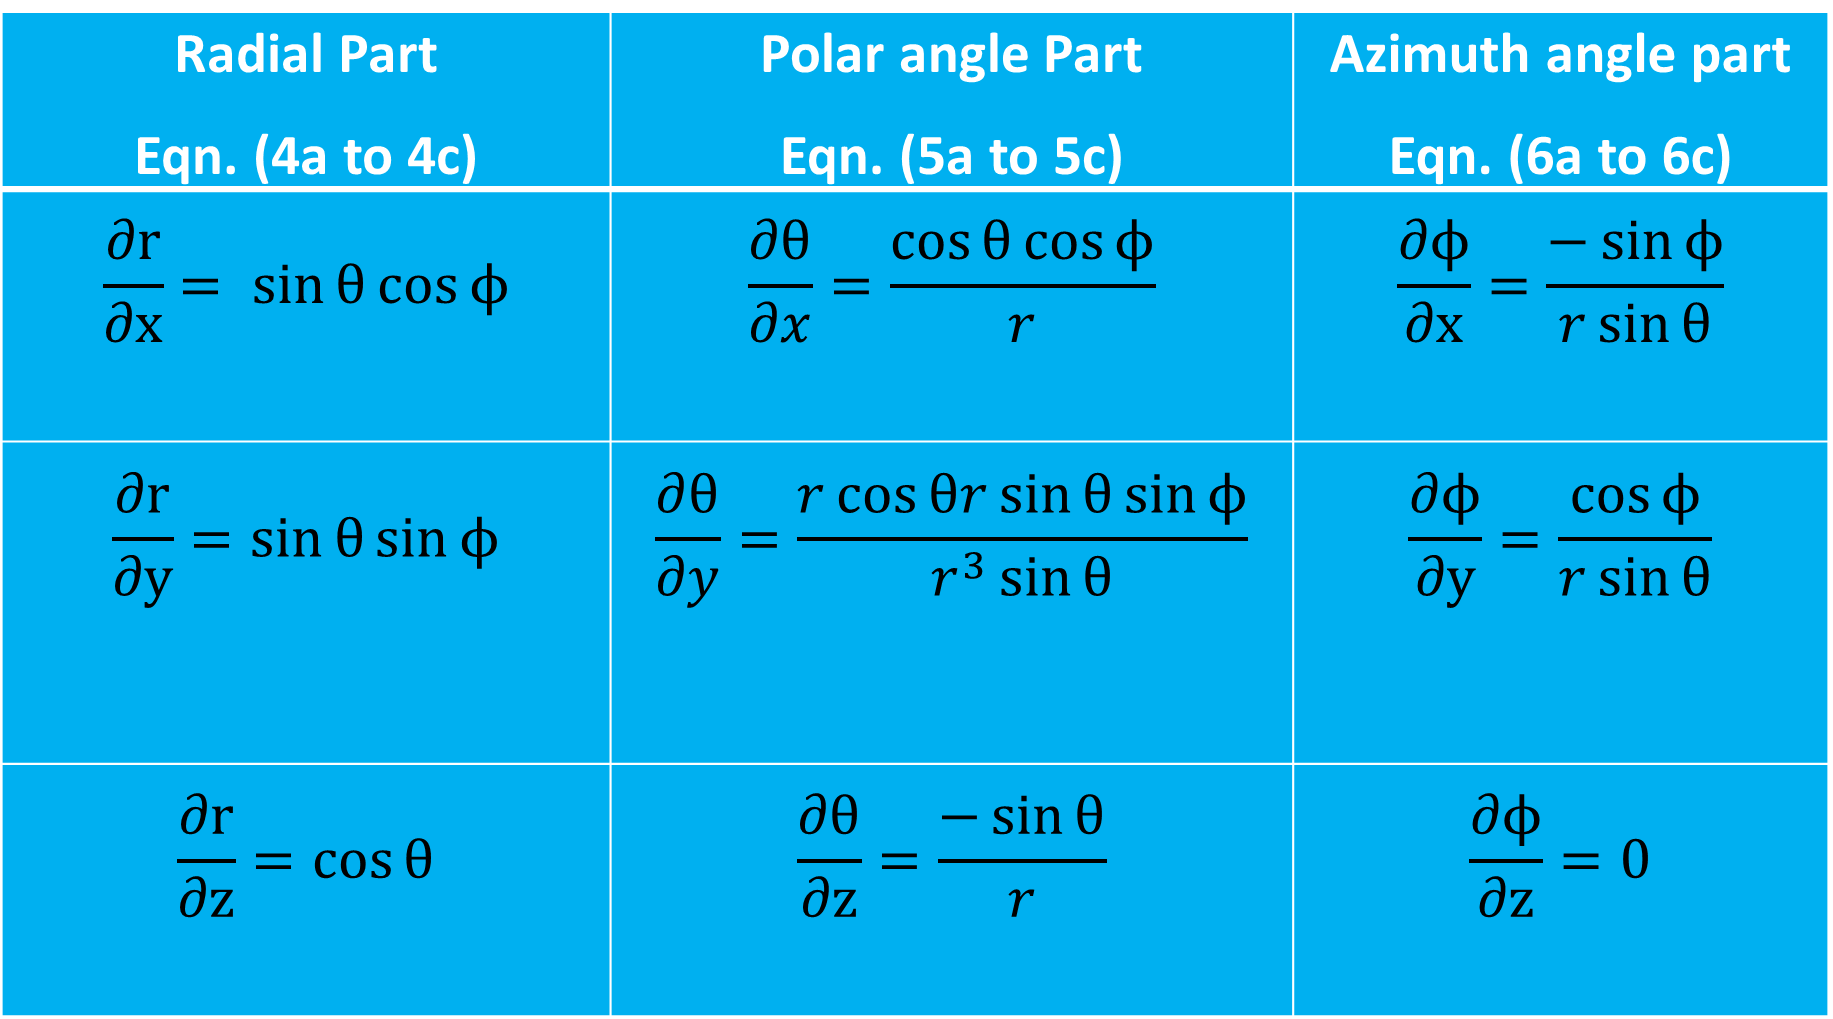 Radial Part
Eqn. (4a to 4c)
Polar angle Part
Eqn. (5a to 5c)
Azimuth angle part
Eqn. (6a to 6c)
∂r/∂x = sin θ cos ϕ
∂θ/∂x = cos θ cos ϕ / r
∂ϕ/∂x = − sin ϕ / r sin θ
∂r/∂y = sin θ sin ϕ
∂θ/∂y = r cos θr sin θ sin ϕ / r³ sin θ
∂ϕ/∂y = cos ϕ / r sin θ
∂r/∂z = cos θ
∂θ/∂z = − sin θ / r
∂ϕ/∂z = 0